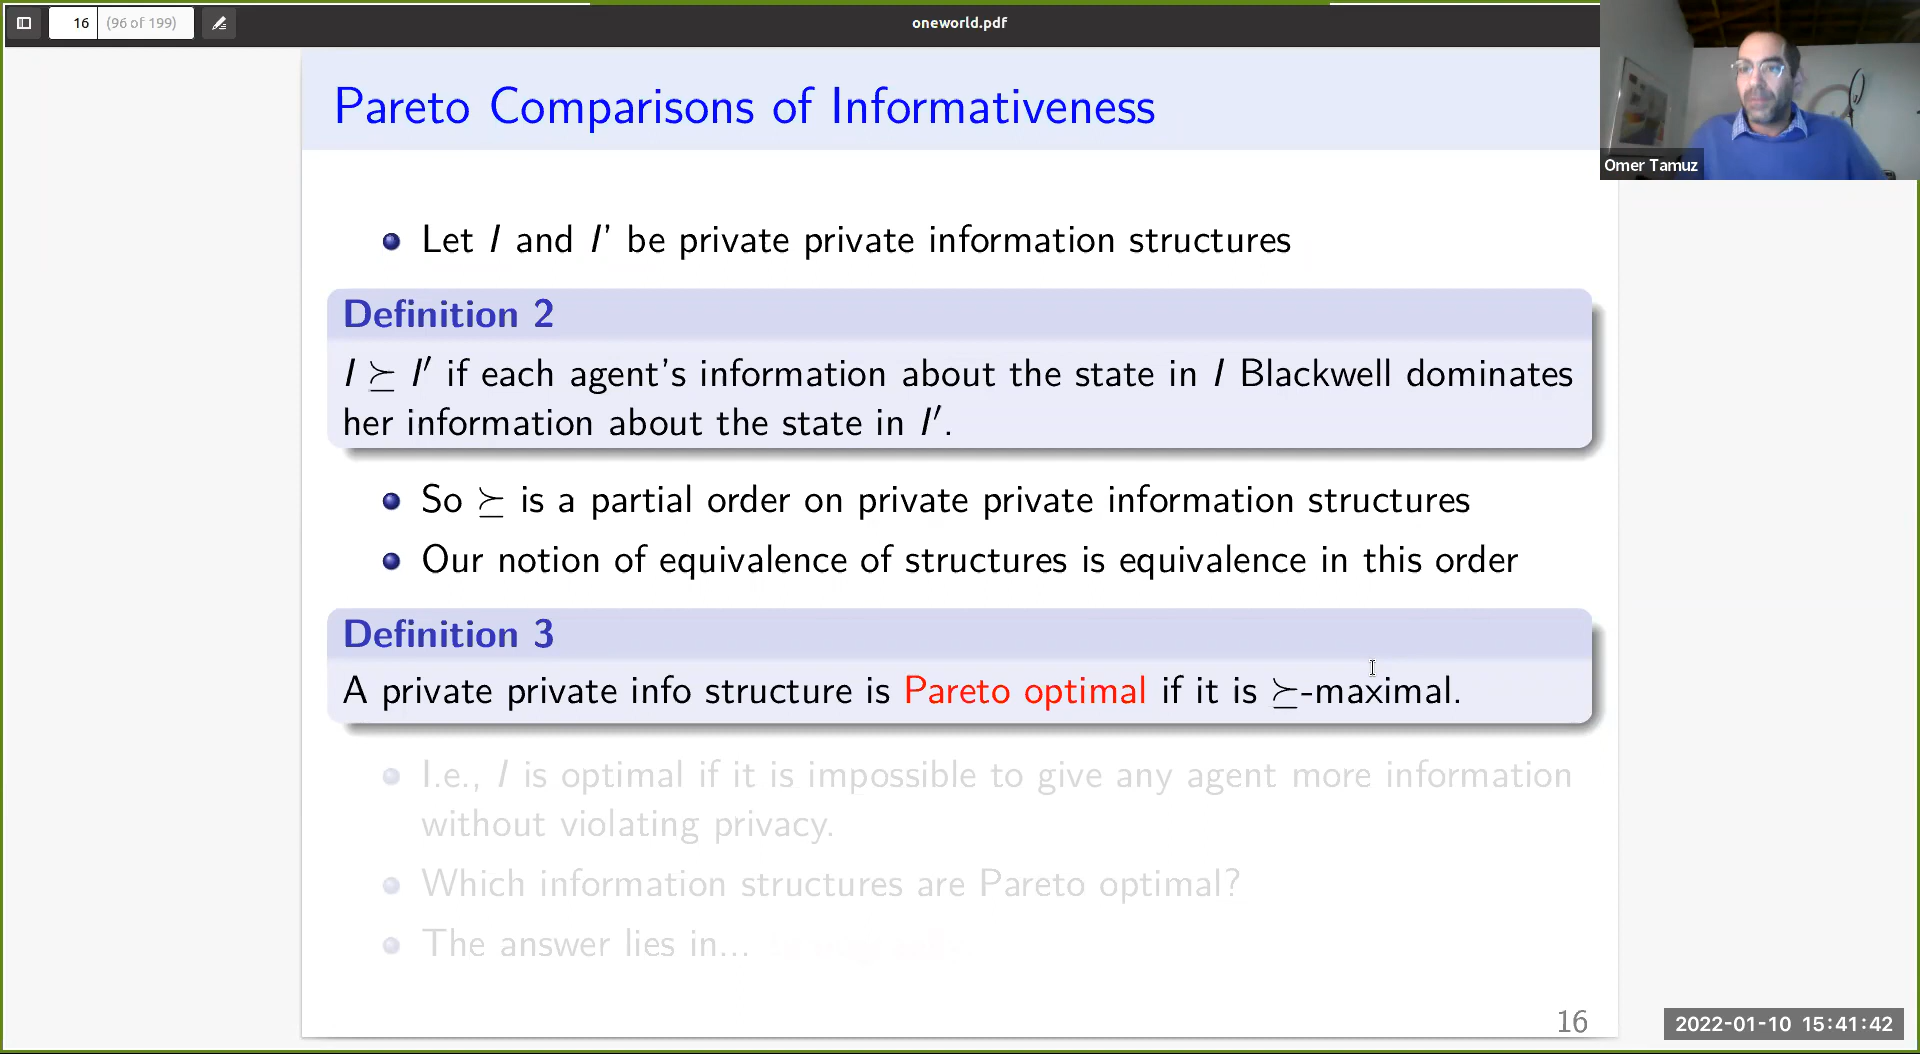 16 (96 of 199) oneworld.pdf
Omer Tamuz
Pareto Comparisons of Informativeness
Let I and I' be private private information structures
Definition 2
I ⪰ I′ if each agent's information about the state in I Blackwell dominates
her information about the state in I′.
So ⪰ is a partial order on private private information structures
Our notion of equivalence of structures is equivalence in this order
Definition 3
A private private info structure is Pareto optimal if it is ⪰-maximal.
I.e., I is optimal if it is impossible to give any agent more information
without violating privacy.
Which information structures are Pareto optimal?
The answer lies in...
16
2022-01-10 15:41:42